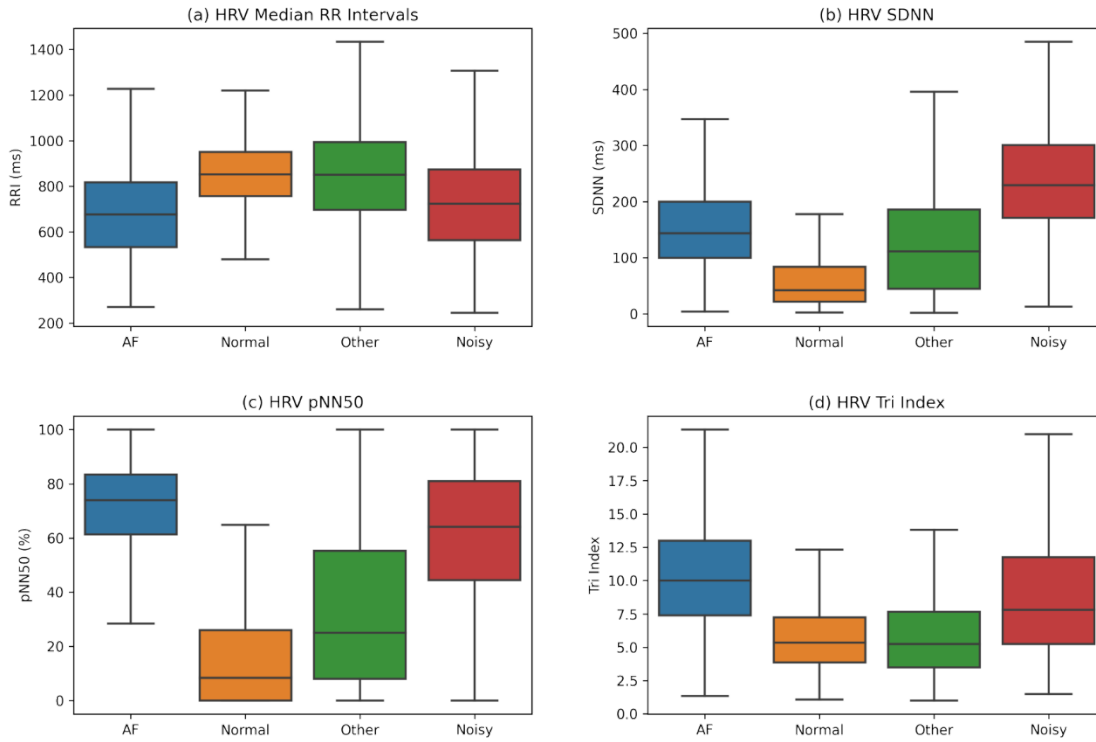 (a) HRV Median RR Intervals
RRI (ms)
1400
1200
1000
800
600
400
200
AF Normal Other Noisy
(b) HRV SDNN
SDNN (ms)
500
400
300
200
100
0
AF Normal Other Noisy
(c) HRV pNN50
pNN50 (%)
100
80
60
40
20
0
AF Normal Other Noisy
(d) HRV Tri Index
Tri Index
20.0
17.5
15.0
12.5
10.0
7.5
5.0
2.5
0.0
AF Normal Other Noisy